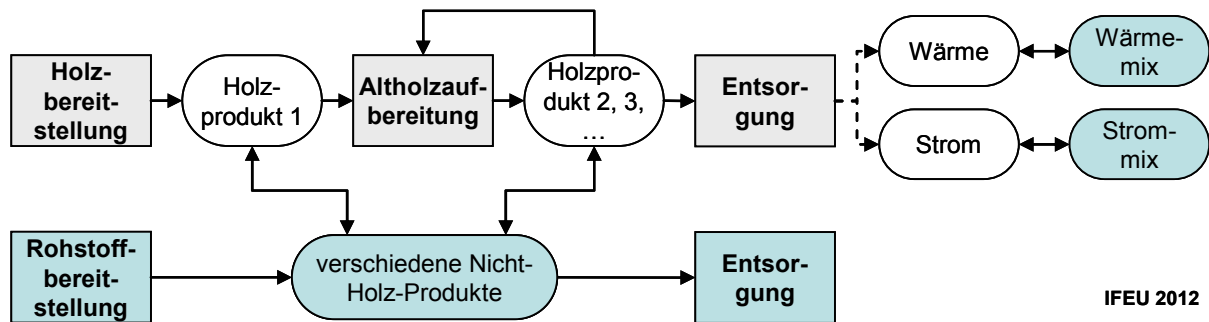 Holz-
bereit-
stellung
Holz-
produkt 1
Altholzauf-
bereitung
Holzpro-
dukt 2, 3,
…
Entsor-
gung
Wärme
Wärme-
mix
Strom
Strom-
mix
Rohstoff-
bereit-
stellung
verschiedene Nicht-
Holz-Produkte
Entsor-
gung
IFEU 2012